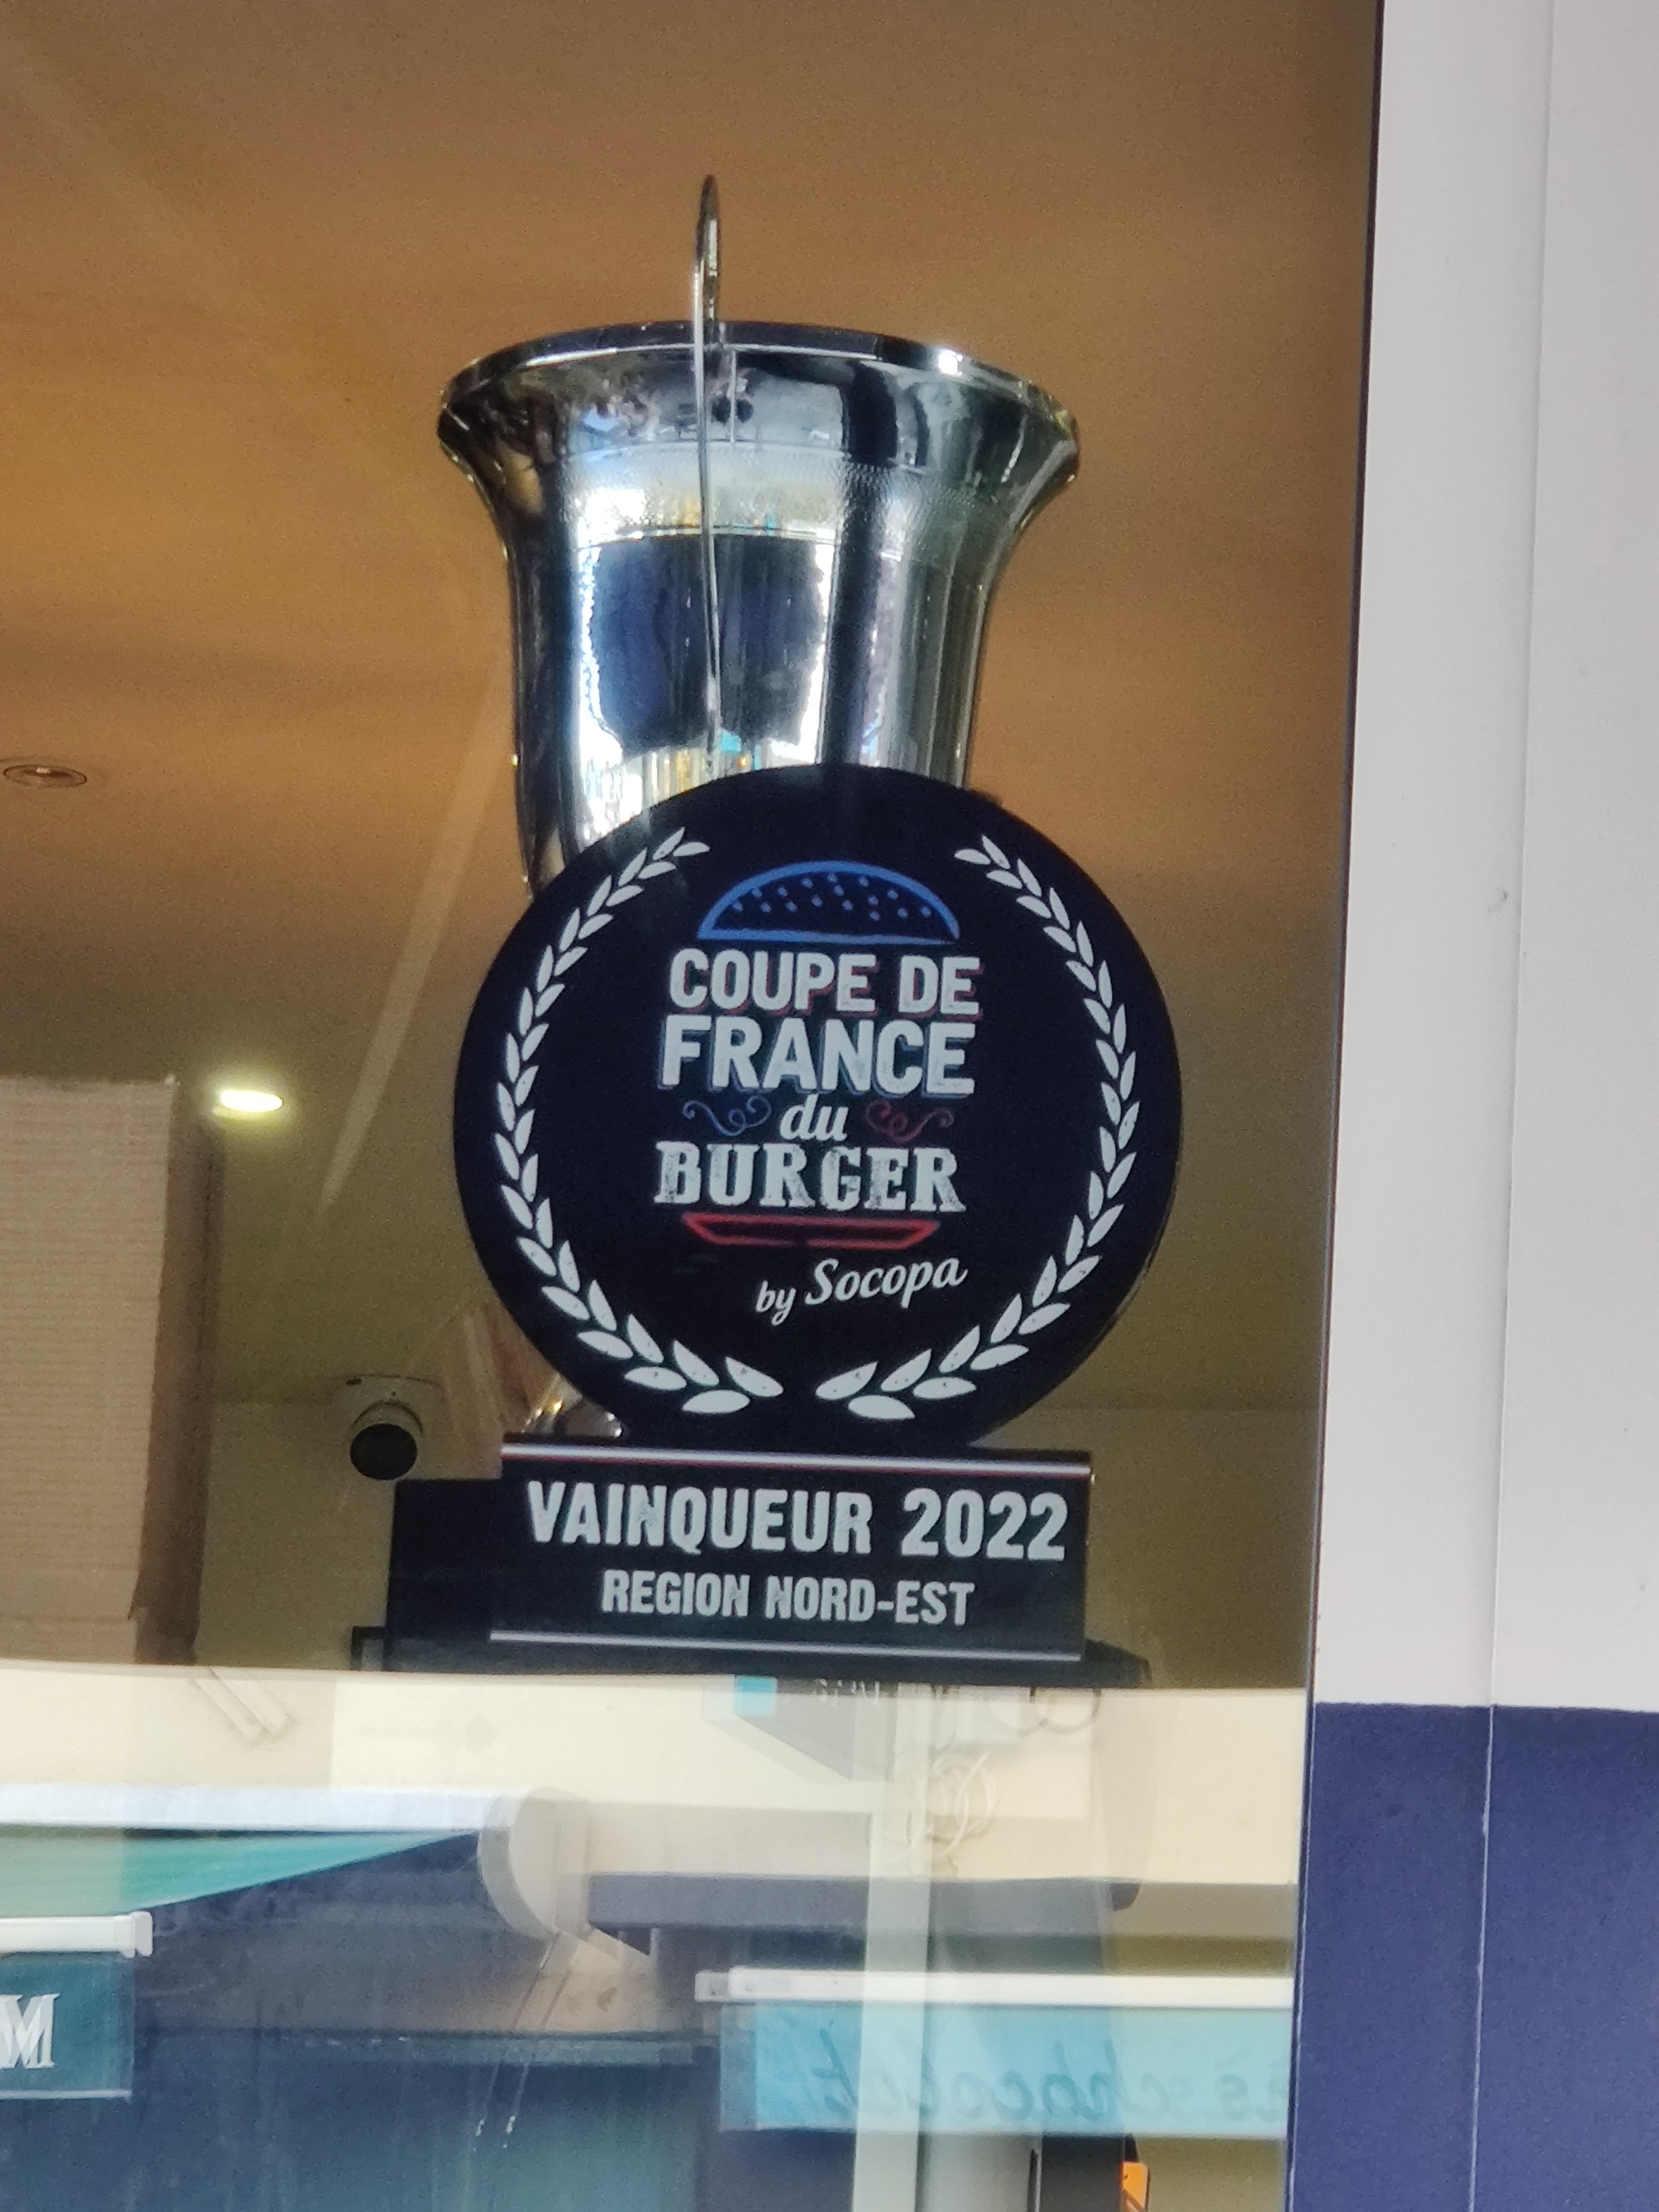 COUPE DE
FRANCE
du
BURGER
by Socopa
VAINQUEUR 2022
REGION NORD-EST
M